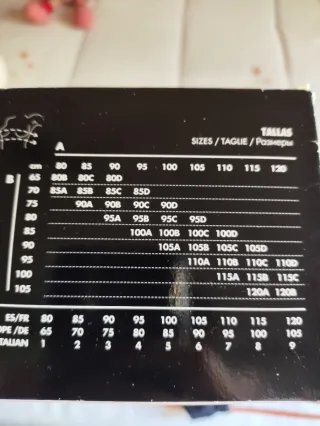 TALLAS
SIZES / TAGLIE / Размеры
A
cm 80 85 90 95 100 105 110 115 120
B
65 80B 80C 80D
70 85A 85B 85C 85D
75 90A 90B 90C 90D
80 95A 95B 95C 95D
85 100A 100B 100C 100D
90 105A 105B 105C 105D
95 110A 110B 110C 110D
100 115A 115B 115C
105 120A 120B
ES/FR 80 85 90 95 100 105 110 115 120
OPE/DE 65 70 75 80 85 90 95 100 105
ITALIAN 1 2 3 4 5 6 7 8 9